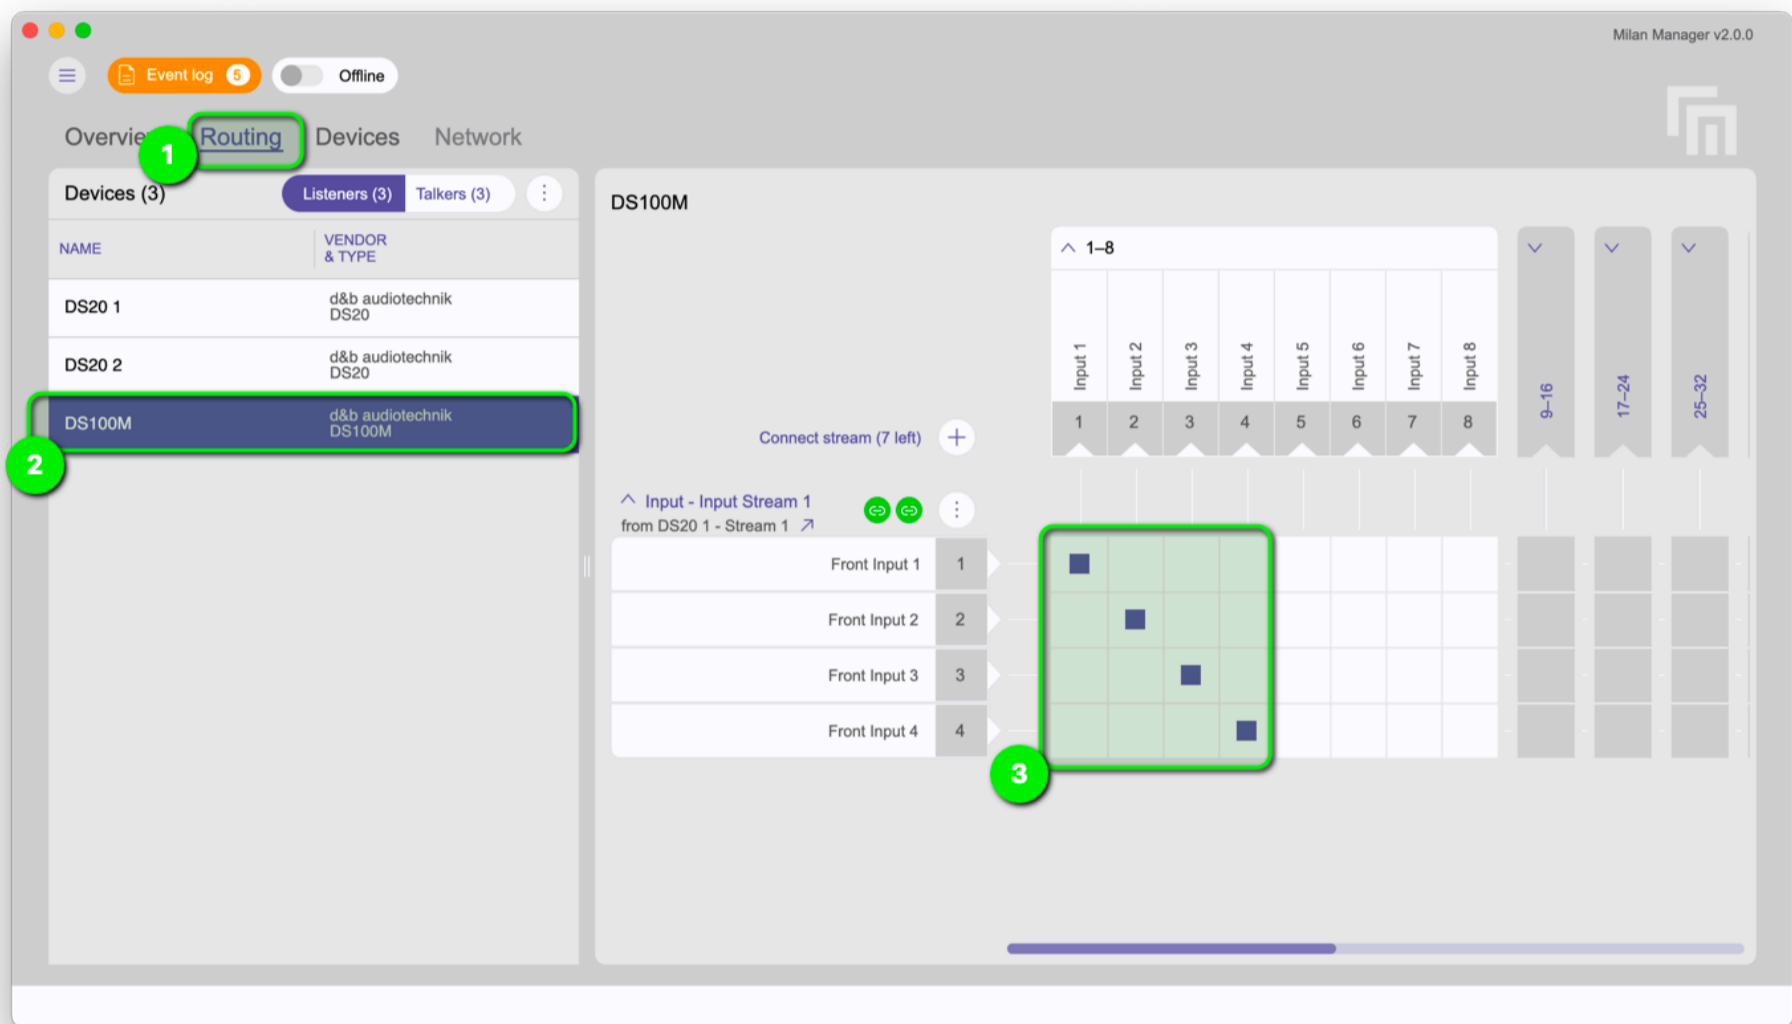 Milan Manager v2.0.0
Event log 5
Offline
Overvie
1
Routing
Devices
Network
Devices (3)
Listeners (3)
Talkers (3)
NAME
VENDOR
& TYPE
DS20 1
d&b audiotechnik
DS20
DS20 2
d&b audiotechnik
DS20
DS100M
d&b audiotechnik
DS100M
2
DS100M
1–8
Input 1
Input 2
Input 3
Input 4
Input 5
Input 6
Input 7
Input 8
9–16
17–24
25–32
1
2
3
4
5
6
7
8
Connect stream (7 left)
Input - Input Stream 1
from DS20 1 - Stream 1
Front Input 1 1
Front Input 2 2
Front Input 3 3
Front Input 4 4
3